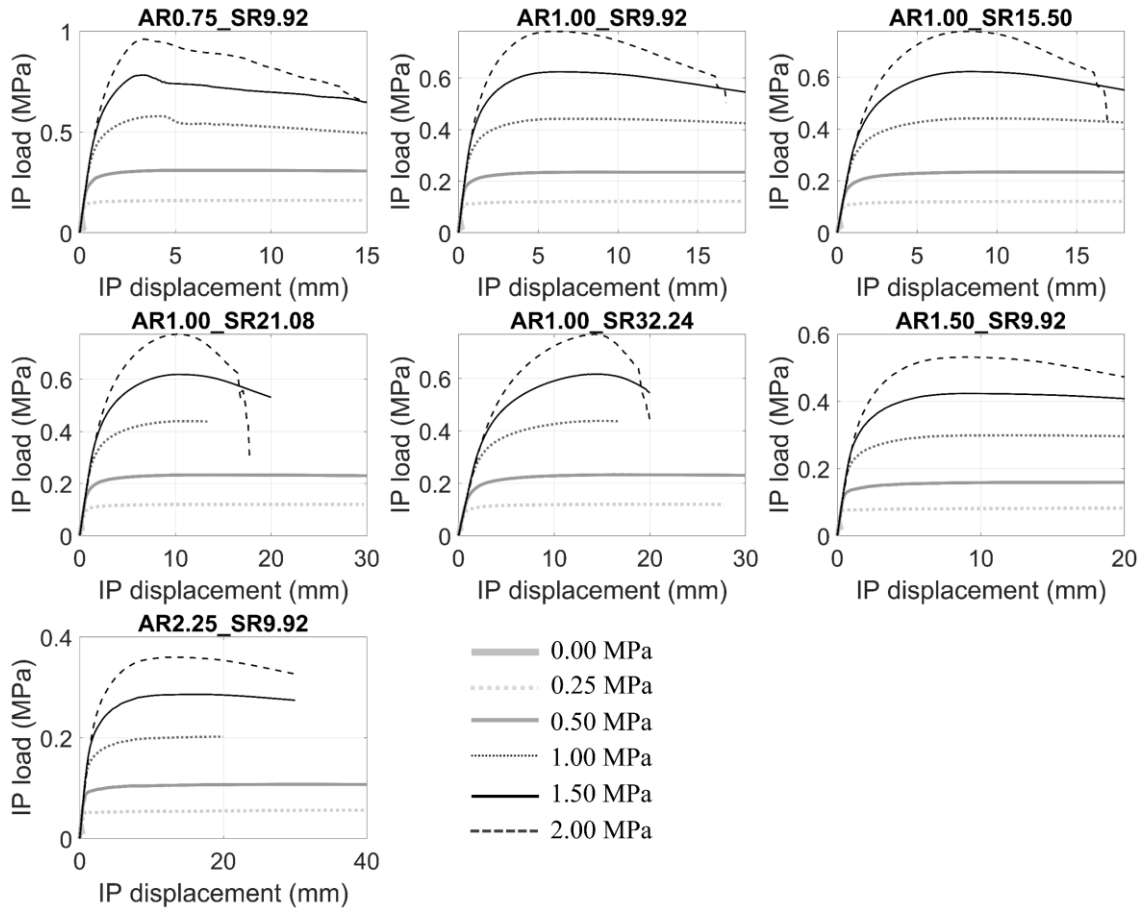 AR0.75_SR9.92
IP load (MPa)
1
0.5
0
0
5
10
15
IP displacement (mm)
AR1.00_SR9.92
IP load (MPa)
0.6
0.4
0.2
0
0
5
10
15
IP displacement (mm)
AR1.00_SR15.50
IP load (MPa)
0.6
0.4
0.2
0
0
5
10
15
IP displacement (mm)
AR1.00_SR21.08
IP load (MPa)
0.6
0.4
0.2
0
0
10
20
30
IP displacement (mm)
AR1.00_SR32.24
IP load (MPa)
0.6
0.4
0.2
0
0
10
20
30
IP displacement (mm)
AR1.50_SR9.92
IP load (MPa)
0.6
0.4
0.2
0
0
5
10
15
20
IP displacement (mm)
AR2.25_SR9.92
IP load (MPa)
0.4
0.2
0
0
20
40
IP displacement (mm)
0.00 MPa
0.25 MPa
0.50 MPa
1.00 MPa
1.50 MPa
2.00 MPa